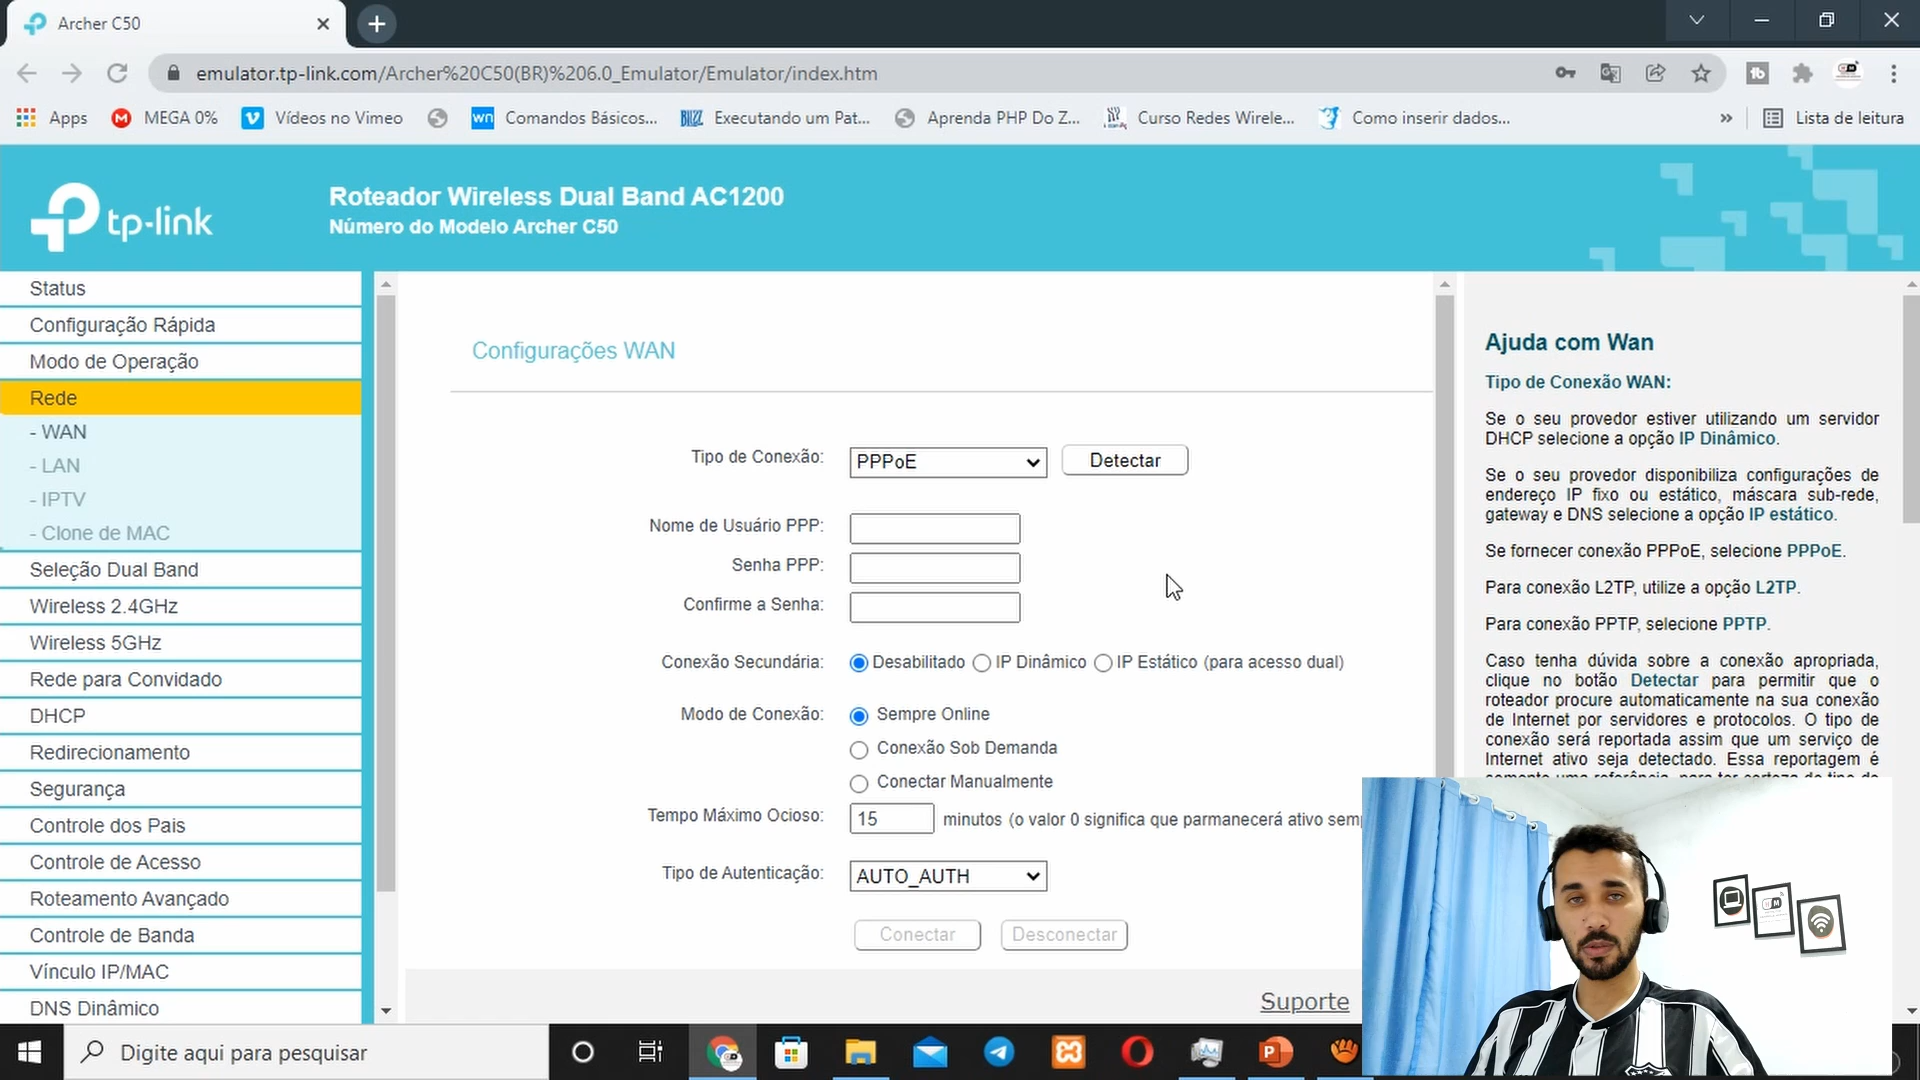 Archer C50
emulator.tp-link.com/Archer%20C50(BR)%206.0_Emulator/Emulator/index.htm
Apps
MEGA 0%
Vídeos no Vimeo
Comandos Básicos...
Executando um Pat...
Aprenda PHP Do Z...
Curso Redes Wirele...
Como inserir dados...
»
Lista de leitura
tp-link
Roteador Wireless Dual Band AC1200
Número do Modelo Archer C50
Status
Configuração Rápida
Modo de Operação
Rede
- WAN
- LAN
- IPTV
- Clone de MAC
Seleção Dual Band
Wireless 2.4GHz
Wireless 5GHz
Rede para Convidado
DHCP
Redirecionamento
Segurança
Controle dos Pais
Controle de Acesso
Roteamento Avançado
Controle de Banda
Vínculo IP/MAC
DNS Dinâmico
Configurações WAN
Tipo de Conexão: PPPoE Detectar
Nome de Usuário PPP:
Senha PPP:
Confirme a Senha:
Conexão Secundária: Desabilitado IP Dinâmico IP Estático (para acesso dual)
Modo de Conexão: Sempre Online
Conexão Sob Demanda
Conectar Manualmente
Tempo Máximo Ocioso: 15 minutos (o valor 0 significa que parmanecerá ativo sem
Tipo de Autenticação: AUTO_AUTH
Conectar Desconectar
Suporte
Ajuda com Wan
Tipo de Conexão WAN:
Se o seu provedor estiver utilizando um servidor
DHCP selecione a opção IP Dinâmico.
Se o seu provedor disponibiliza configurações de
endereço IP fixo ou estático, máscara sub-rede,
gateway e DNS selecione a opção IP estático.
Se fornecer conexão PPPoE, selecione PPPoE.
Para conexão L2TP, utilize a opção L2TP.
Para conexão PPTP, selecione PPTP.
Caso tenha dúvida sobre a conexão apropriada,
clique no botão Detectar para permitir que o
roteador procure automaticamente na sua conexão
de Internet por servidores e protocolos. O tipo de
conexão será reportada assim que um serviço de
Internet ativo seja detectado. Essa reportagem é
Digite aqui para pesquisar